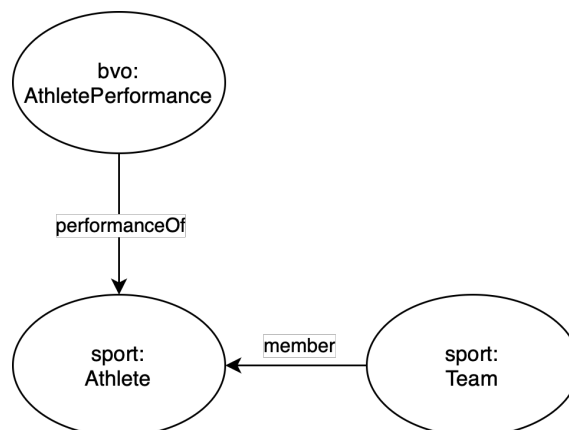 bvo:
AthletePerformance
performanceOf
sport:
Athlete
member
sport:
Team